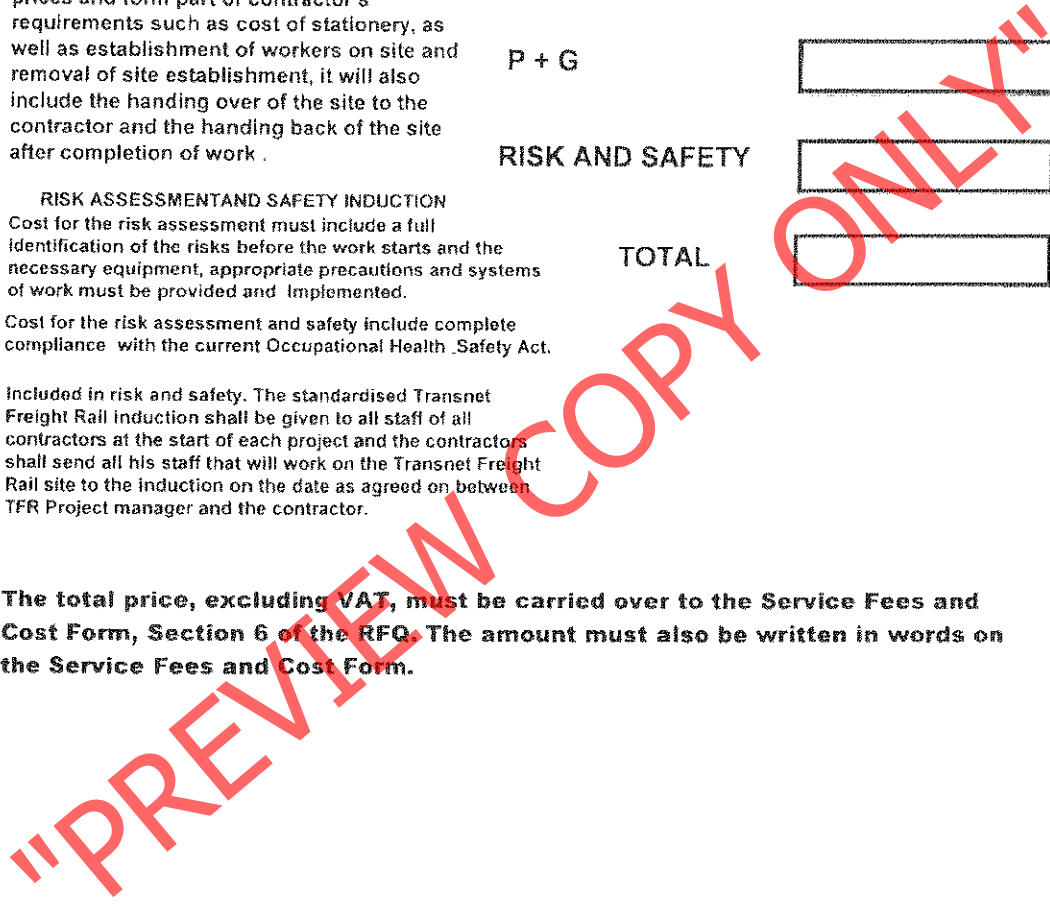 prices and form part of contractor's
requirements such as cost of stationery, as
well as establishment of workers on site and
removal of site establishment, it will also
include the handing over of the site to the
contractor and the handing back of the site
after completion of work .
P + G
RISK AND SAFETY
TOTAL
RISK ASSESSMENTAND SAFETY INDUCTION
Cost for the risk assessment must include a full
identification of the risks before the work starts and the
necessary equipment, appropriate precautions and systems
of work must be provided and Implemented.
Cost for the risk assessment and safety include complete
compliance with the current Occupational Health _Safety Act.
Included in risk and safety. The standardised Transnet
Freight Rail induction shall be given to all staff of all
contractors at the start of each project and the contractors
shall send all his staff that will work on the Transnet Freight
Rail site to the induction on the date as agreed on between
TFR Project manager and the contractor.
The total price, excluding VAT, must be carried over to the Service Fees and
Cost Form, Section 6 of the RFQ. The amount must also be written in words on
the Service Fees and Cost Form.
"PREVIEW COPY ONLY"